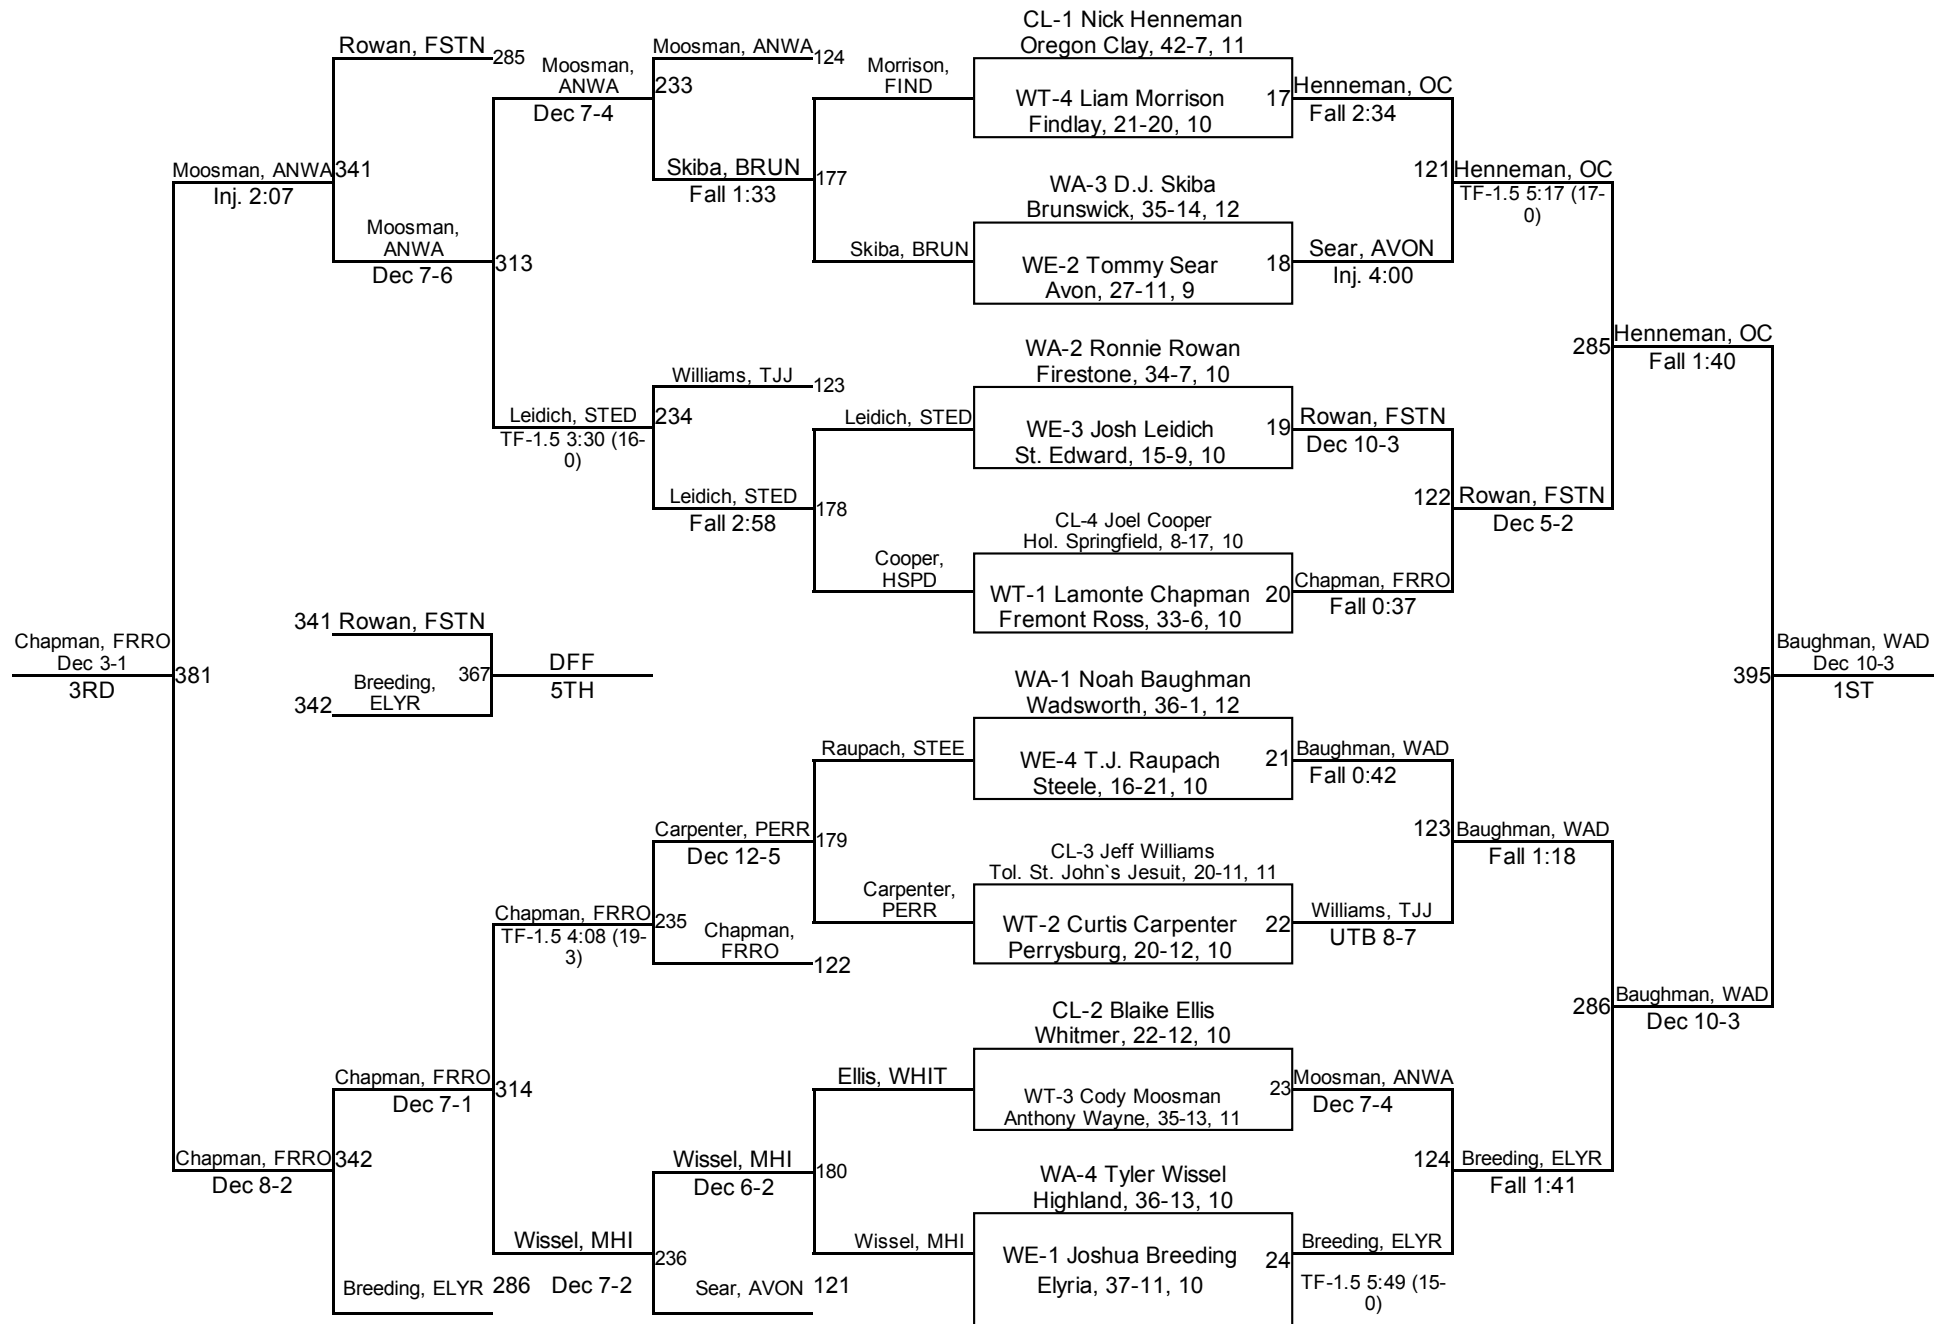 CL-1 Nick Henneman
Oregon Clay, 42-7, 11
Rowan, FSTN
285
Moosman, ANWA
124
Moosman,
ANWA
Dec 7-4
233
Morrison,
FIND
WT-4 Liam Morrison
Findlay, 21-20, 10
17
Henneman, OC
Fall 2:34
Moosman, ANWA
Inj. 2:07
341
Skiba, BRUN
Fall 1:33
177
WA-3 D.J. Skiba
Brunswick, 35-14, 12
121
Henneman, OC
TF-1.5 5:17 (17-
0)
Moosman,
ANWA
Dec 7-6
313
Skiba, BRUN
WE-2 Tommy Sear
Avon, 27-11, 9
18
Sear, AVON
Inj. 4:00
WA-2 Ronnie Rowan
Firestone, 34-7, 10
285
Henneman, OC
Fall 1:40
Williams, TJJ
123
Leidich, STED
TF-1.5 3:30 (16-
0)
234
Leidich, STED
WE-3 Josh Leidich
St. Edward, 15-9, 10
19
Rowan, FSTN
Dec 10-3
Leidich, STED
Fall 2:58
178
CL-4 Joel Cooper
Hol. Springfield, 8-17, 10
122
Rowan, FSTN
Dec 5-2
Cooper,
HSPD
WT-1 Lamonte Chapman
Fremont Ross, 33-6, 10
20
Chapman, FRRO
Fall 0:37
341
Rowan, FSTN
Chapman, FRRO
Dec 3-1
3RD
381
342
Breeding,
ELYR
367
DFF
5TH
WA-1 Noah Baughman
Wadsworth, 36-1, 12
395
Baughman, WAD
Dec 10-3
1ST
Raupach, STEE
WE-4 T.J. Raupach
Steele, 16-21, 10
21
Baughman, WAD
Fall 0:42
Carpenter, PERR
Dec 12-5
179
CL-3 Jeff Williams
Tol. St. John`s Jesuit, 20-11, 11
123
Baughman, WAD
Fall 1:18
Chapman, FRRO
TF-1.5 4:08 (19-
3)
235
Chapman,
FRRO
122
Carpenter,
PERR
WT-2 Curtis Carpenter
Perrysburg, 20-12, 10
22
Williams, TJJ
UTB 8-7
CL-2 Blaike Ellis
Whitmer, 22-12, 10
286
Baughman, WAD
Dec 10-3
Chapman, FRRO
Dec 7-1
314
Ellis, WHIT
WT-3 Cody Moosman
Anthony Wayne, 35-13, 11
23
Moosman, ANWA
Dec 7-4
Chapman, FRRO
Dec 8-2
342
Wissel, MHI
Dec 6-2
180
WA-4 Tyler Wissel
Highland, 36-13, 10
124
Breeding, ELYR
Fall 1:41
Wissel, MHI
Dec 7-2
236
Wissel, MHI
WE-1 Joshua Breeding
Elyria, 37-11, 10
24
Breeding, ELYR
TF-1.5 5:49 (15-
0)
Breeding, ELYR
286
Sear, AVON
121